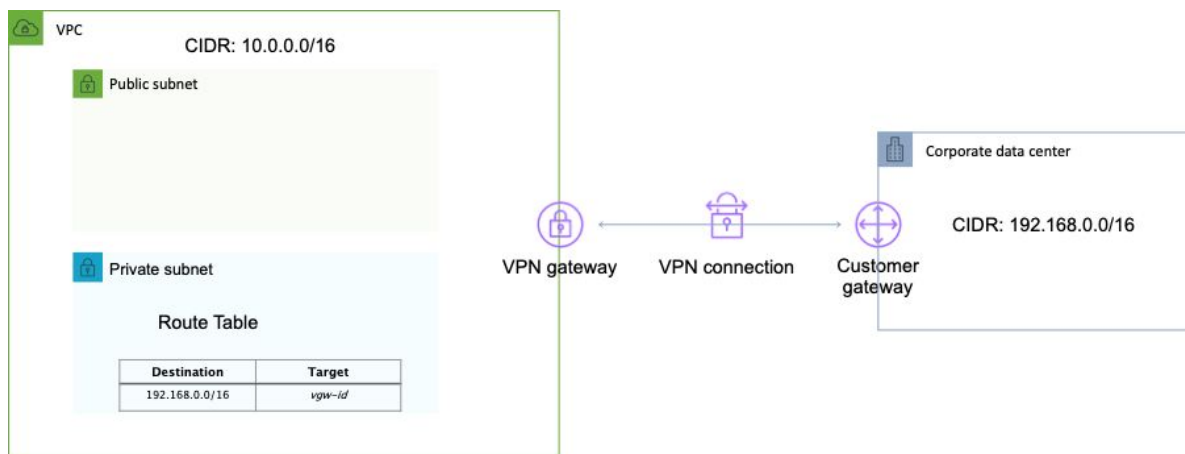 VPC
CIDR: 10.0.0.0/16
Public subnet
Corporate data center
CIDR: 192.168.0.0/16
VPN gateway
VPN connection
Customer
gateway
Private subnet
Route Table
Destination Target
192.168.0.0/16 vgw-id